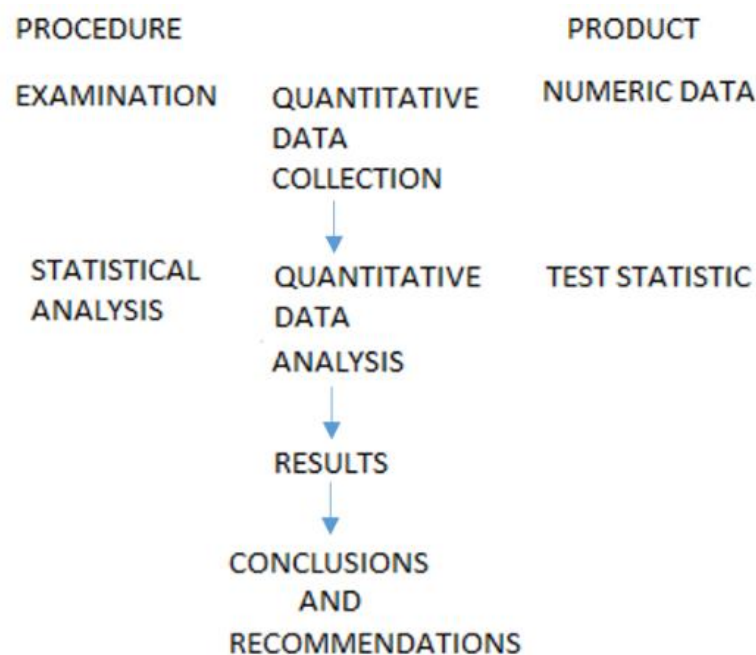 PROCEDURE
PRODUCT
EXAMINATION
QUANTITATIVE
DATA
COLLECTION
NUMERIC DATA
STATISTICAL
ANALYSIS
QUANTITATIVE
DATA
ANALYSIS
TEST STATISTIC
RESULTS
CONCLUSIONS
AND
RECOMMENDATIONS